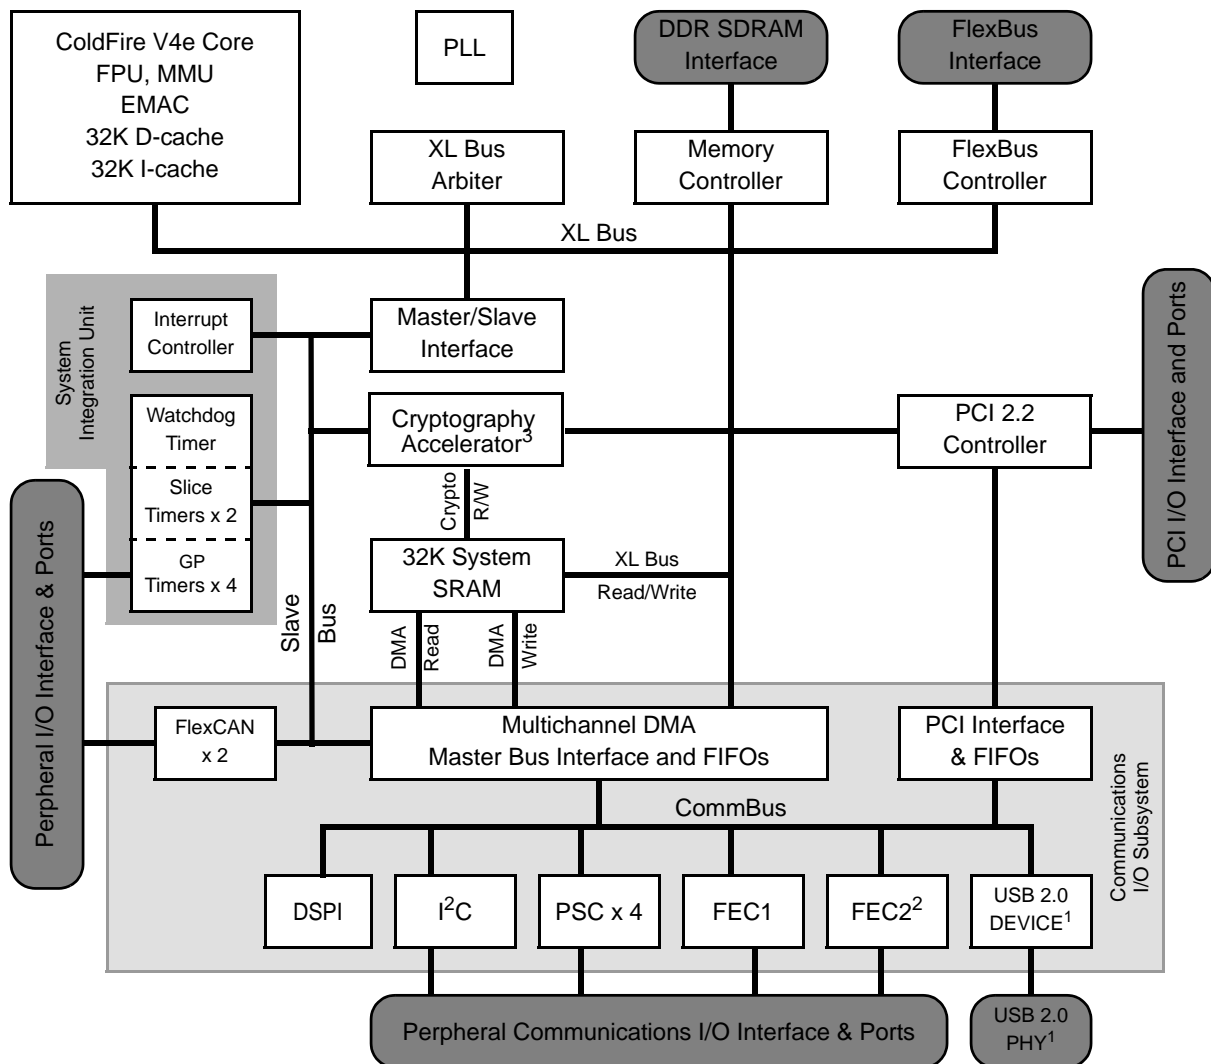 ColdFire V4e Core
FPU, MMU
EMAC
32K D-cache
32K I-cache
PLL
DDR SDRAM
Interface
FlexBus
Interface
XL Bus
Arbiter
Memory
Controller
FlexBus
Controller
XL Bus
System
Integration Unit
Interrupt
Controller
Master/Slave
Interface
PCI I/O Interface and Ports
Watchdog
Timer
Slice
Timers x 2
GP
Timers x 4
Cryptography
Accelerator³
PCI 2.2
Controller
Crypto
R/W
32K System
SRAM
XL Bus
Read/Write
Perpheral I/O Interface & Ports
Slave
Bus
DMA
Read
DMA
Write
FlexCAN
x 2
Multichannel DMA
Master Bus Interface and FIFOs
PCI Interface
& FIFOs
Communications
I/O Subsystem
CommBus
DSPI
I²C
PSC x 4
FEC1
FEC2²
USB 2.0
DEVICE¹
Perpheral Communications I/O Interface & Ports
USB 2.0
PHY¹